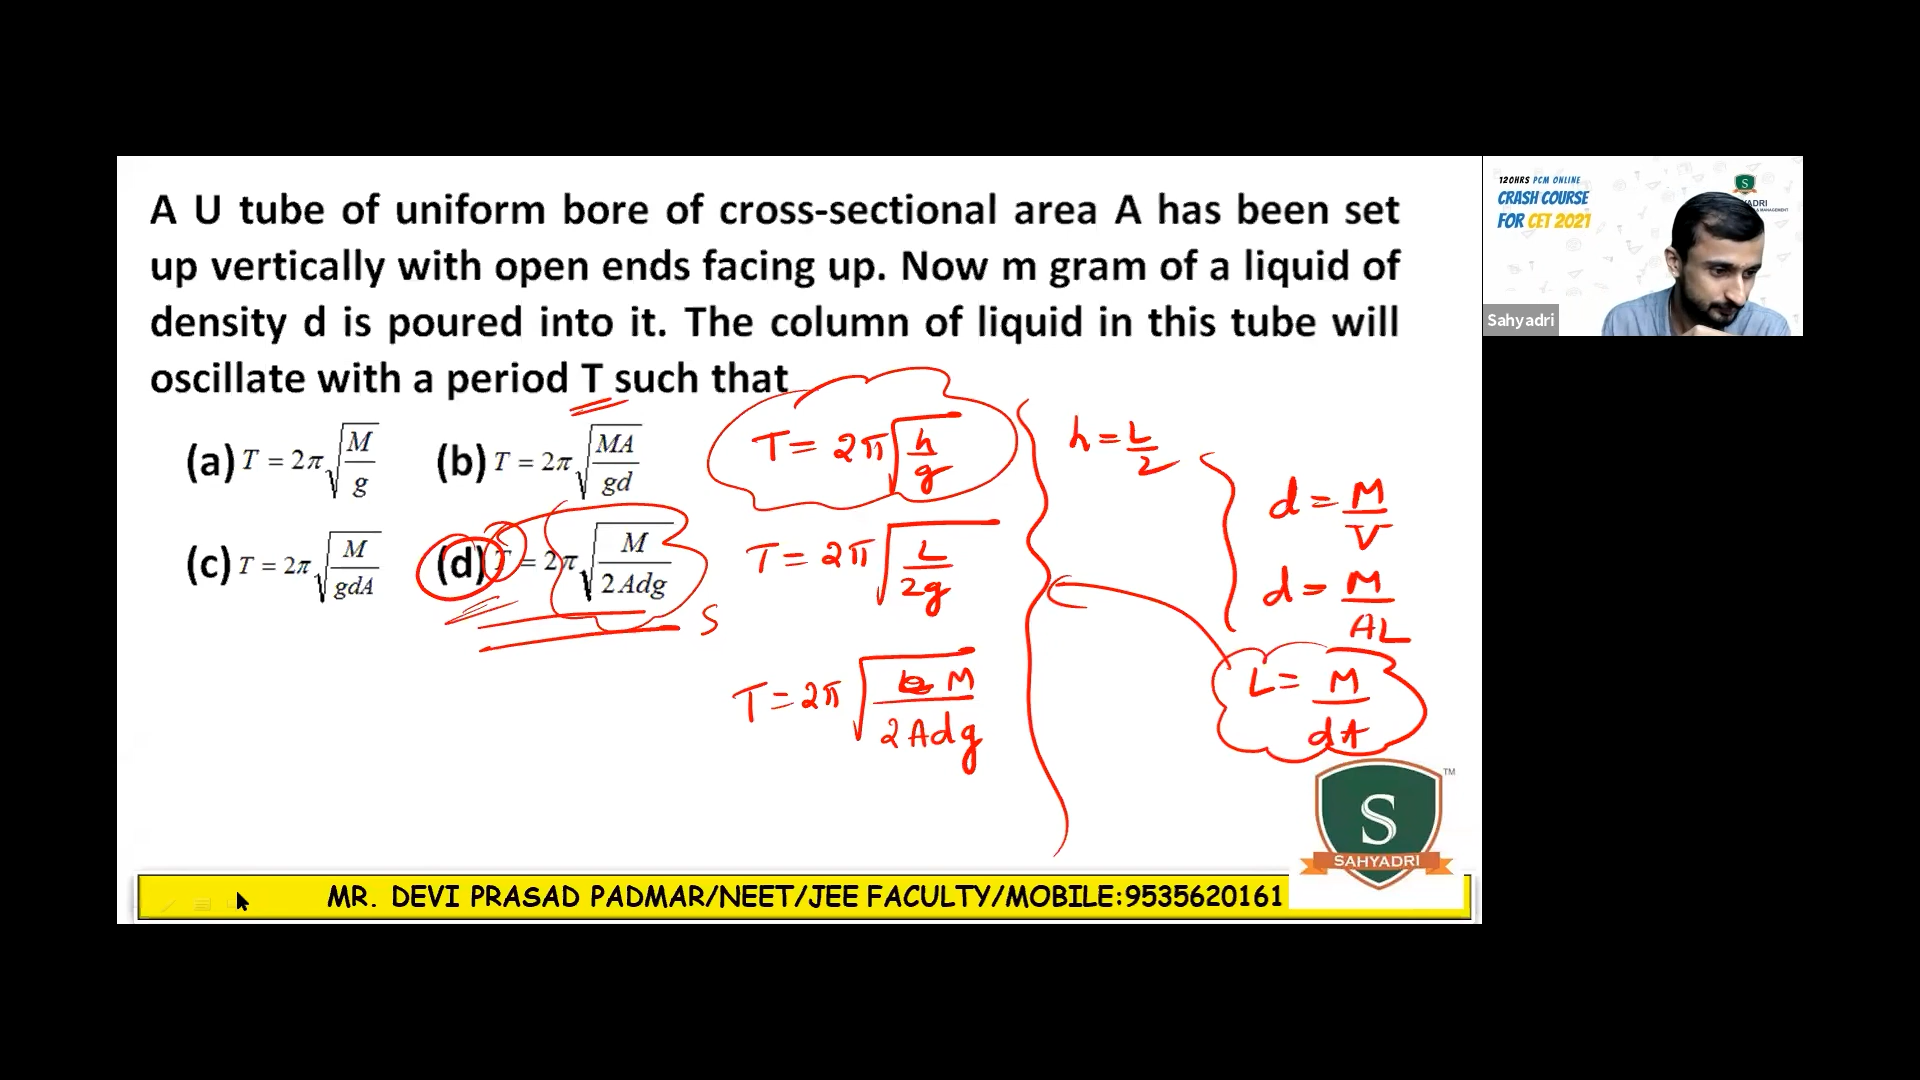 A U tube of uniform bore of cross-sectional area A has been set
up vertically with open ends facing up. Now m gram of a liquid of
density d is poured into it. The column of liquid in this tube will
oscillate with a period T such that
(a) T = 2π√(M/g) (b) T = 2π√(MA/gd)
(c) T = 2π√(M/gdA) (d) T = 2π√(M/2Adg)
S
T = 2π√(h/g)
T = 2π√(L/2g)
T = 2π√(M/2Adg)
h = L/2
d = M/V
d = M/AL
L = M/dA
S
SAHYADRI
TM
MR. DEVI PRASAD PADMAR/NEET/JEE FACULTY/MOBILE:9535620161
120HRS PCM ONLINE
CRASH COURSE
FOR CET 2021
S
Sahyadri